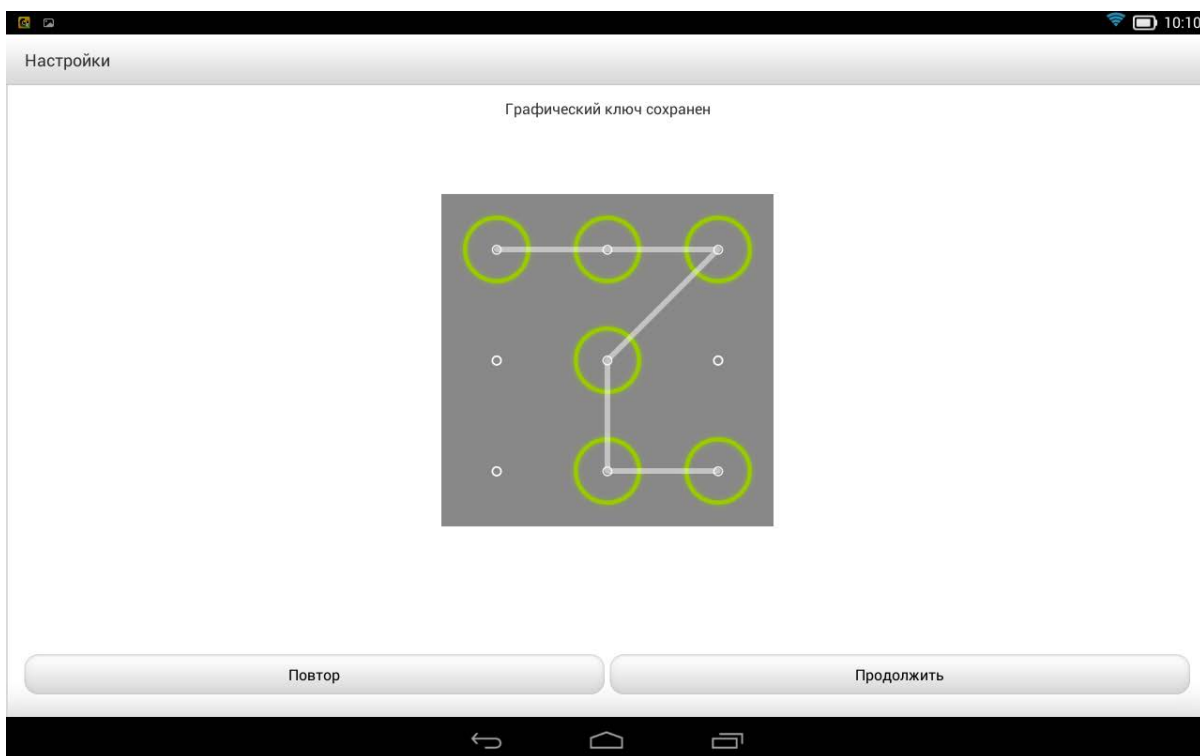 10:10
Настройки
Графический ключ сохранен
Повтор
Продолжить